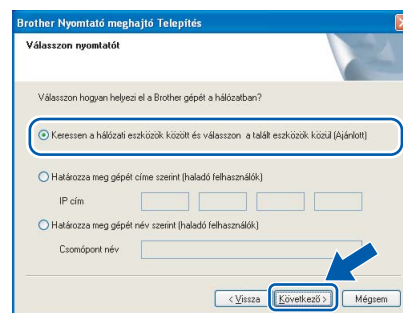 Brother Nyomtató meghajtó Telepítés
Válasszon nyomtatót
Válasszon hogyan helyezi el a Brother gépét a hálózatban?
Keressen a hálózati eszközök között és válasszon a talált eszközök közül (Ajánlott)
Határozza meg gépét címe szerint (haladó felhasználók)
IP cím
Határozza meg gépét név szerint (haladó felhasználók)
Csomópont név
< Vissza Következő > Mégsem